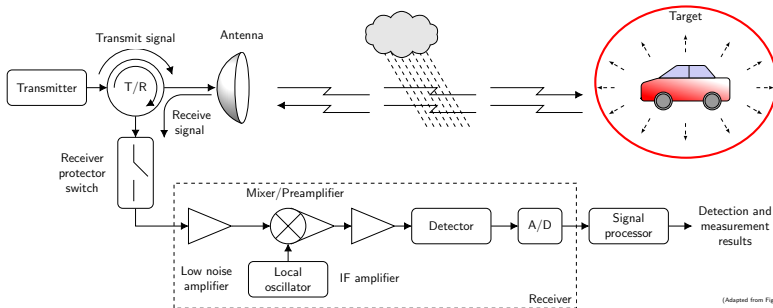 Transmit signal
Antenna
Target
Transmitter
T/R
Receive
signal
Receiver
protector
switch
Mixer/Preamplifier
Detector
A/D
Signal
processor
Detection and
measurement
results
Low noise
amplifier
Local
oscillator
IF amplifier
Receiver
(Adapted from Fig